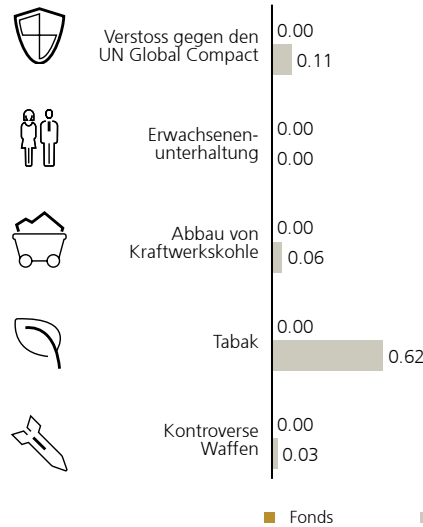 Verstoss gegen den
UN Global Compact
0.00
0.11
Erwachsenen-
unterhaltung
0.00
0.00
Abbau von
Kraftwerkskohle
0.00
0.06
Tabak
0.00
0.62
Kontroverse
Waffen
0.00
0.03
Fonds